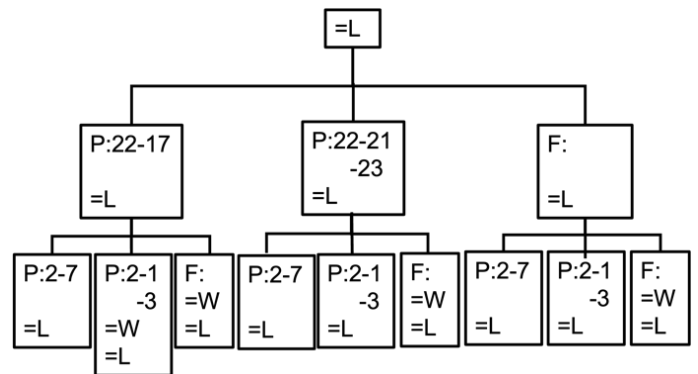 =L
P:22-17
=L
P:22-21
-23
=L
F:
=L
P:2-7
=L
P:2-1
-3
=W
=L
F:
=W
=L
P:2-7
=L
P:2-1
-3
=L
F:
=W
=L
P:2-7
=L
P:2-1
-3
=L
F:
=W
=L